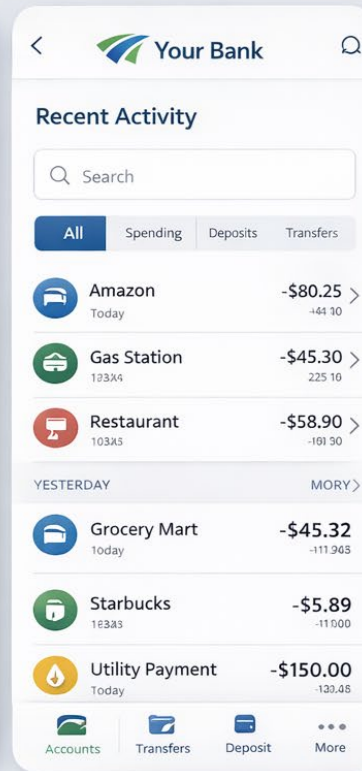 Your Bank
Recent Activity
Search
All Spending Deposits Transfers
Amazon -$80.25
Today
Gas Station -$45.30
225 16
Restaurant -$58.90
YESTERDAY MORY
Grocery Mart -$45.32
Starbucks -$5.89
Utility Payment -$150.00
Today
Accounts Transfers Deposit More